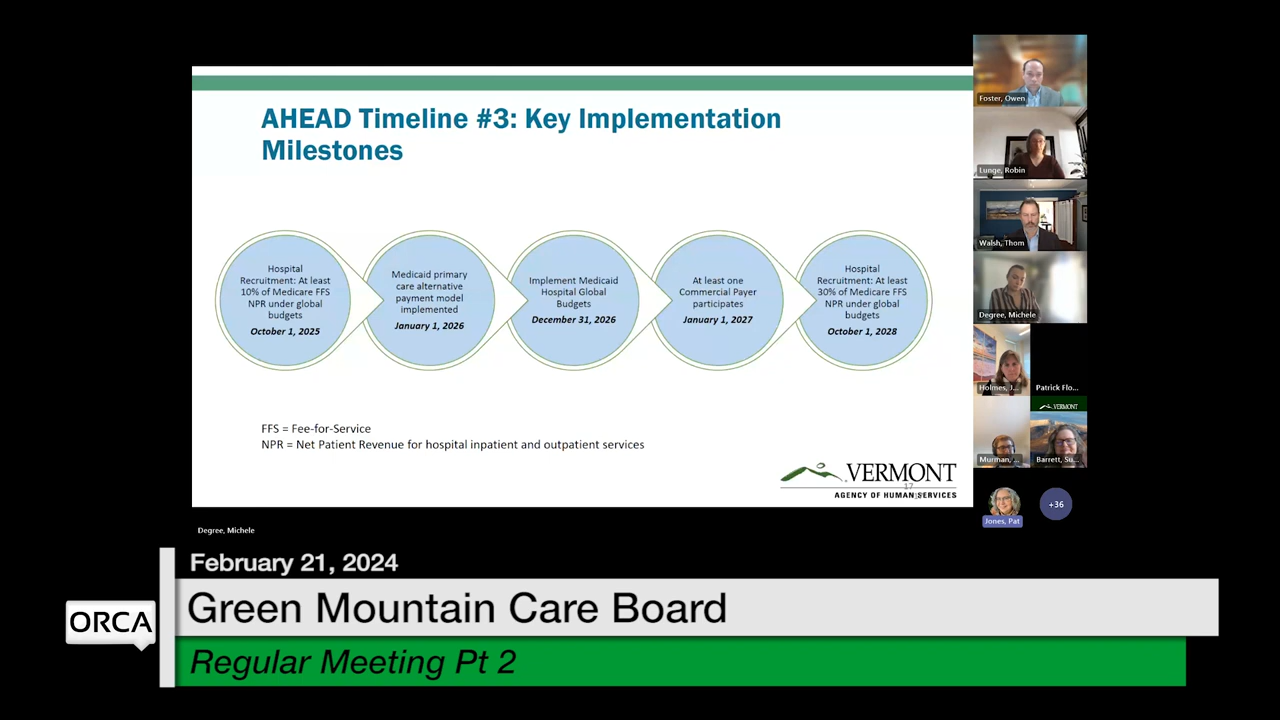 AHEAD Timeline #3: Key Implementation
Milestones
Hospital
Recruitment: At least
10% of Medicare FFS
NPR under global
budgets
October 1, 2025
Medicaid primary
care alternative
payment model
implemented
January 1, 2026
Implement Medicaid
Hospital Global
Budgets
December 31, 2026
At least one
Commercial Payer
participates
January 1, 2027
Hospital
Recruitment: At least
30% of Medicare FFS
NPR under global
budgets
October 1, 2028
FFS = Fee-for-Service
NPR = Net Patient Revenue for hospital inpatient and outpatient services
VERMONT
17
AGENCY OF HUMAN SERVICES
Foster, Owen
Lunge, Robin
Walsh, Thom
Degree, Michele
Holmes, J...
Patrick Flo...
VERMONT
Murman, ...
Barrett, Su...
Jones, Pat
+36
Degree, Michele
February 21, 2024
ORCA
Green Mountain Care Board
Regular Meeting Pt 2